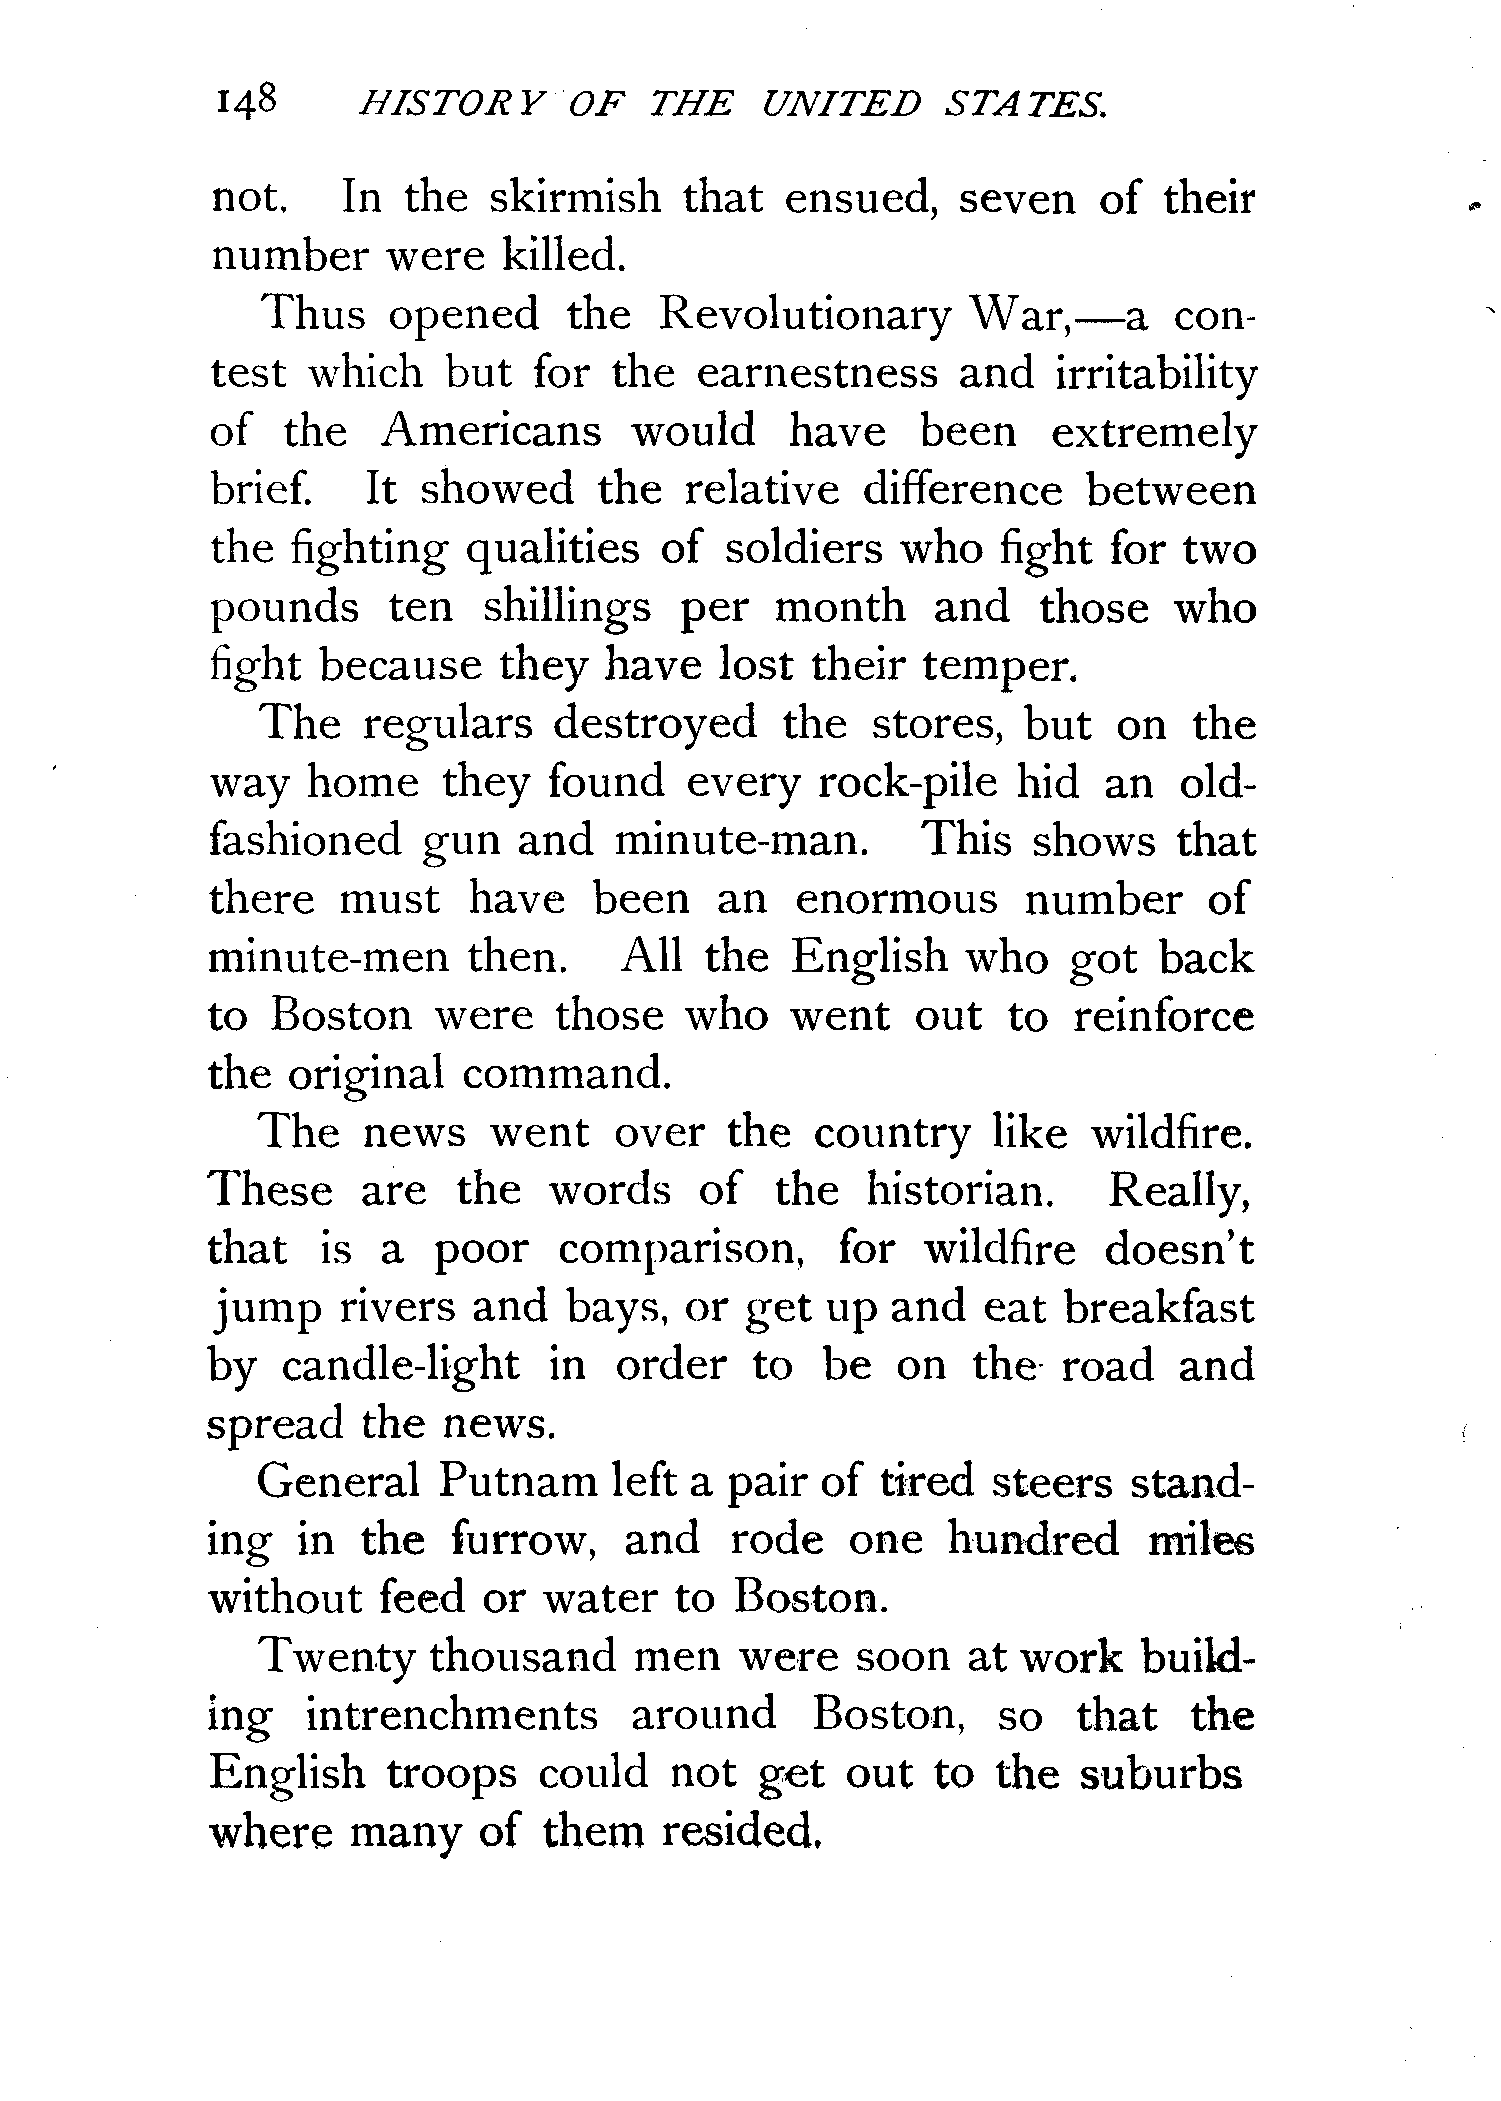 148 HISTORY OF THE UNITED STATES.
not. In the skirmish that ensued, seven of their
number were killed.
Thus opened the Revolutionary War,—a con-
test which but for the earnestness and irritability
of the Americans would have been extremely
brief. It showed the relative difference between
the fighting qualities of soldiers who fight for two
pounds ten shillings per month and those who
fight because they have lost their temper.
The regulars destroyed the stores, but on the
way home they found every rock-pile hid an old-
fashioned gun and minute-man. This shows that
there must have been an enormous number of
minute-men then. All the English who got back
to Boston were those who went out to reinforce
the original command.
The news went over the country like wildfire.
These are the words of the historian. Really,
that is a poor comparison, for wildfire doesn't
jump rivers and bays, or get up and eat breakfast
by candle-light in order to be on the road and
spread the news.
General Putnam left a pair of tired steers stand-
ing in the furrow, and rode one hundred miles
without feed or water to Boston.
Twenty thousand men were soon at work build-
ing intrenchments around Boston, so that the
English troops could not get out to the suburbs
where many of them resided.